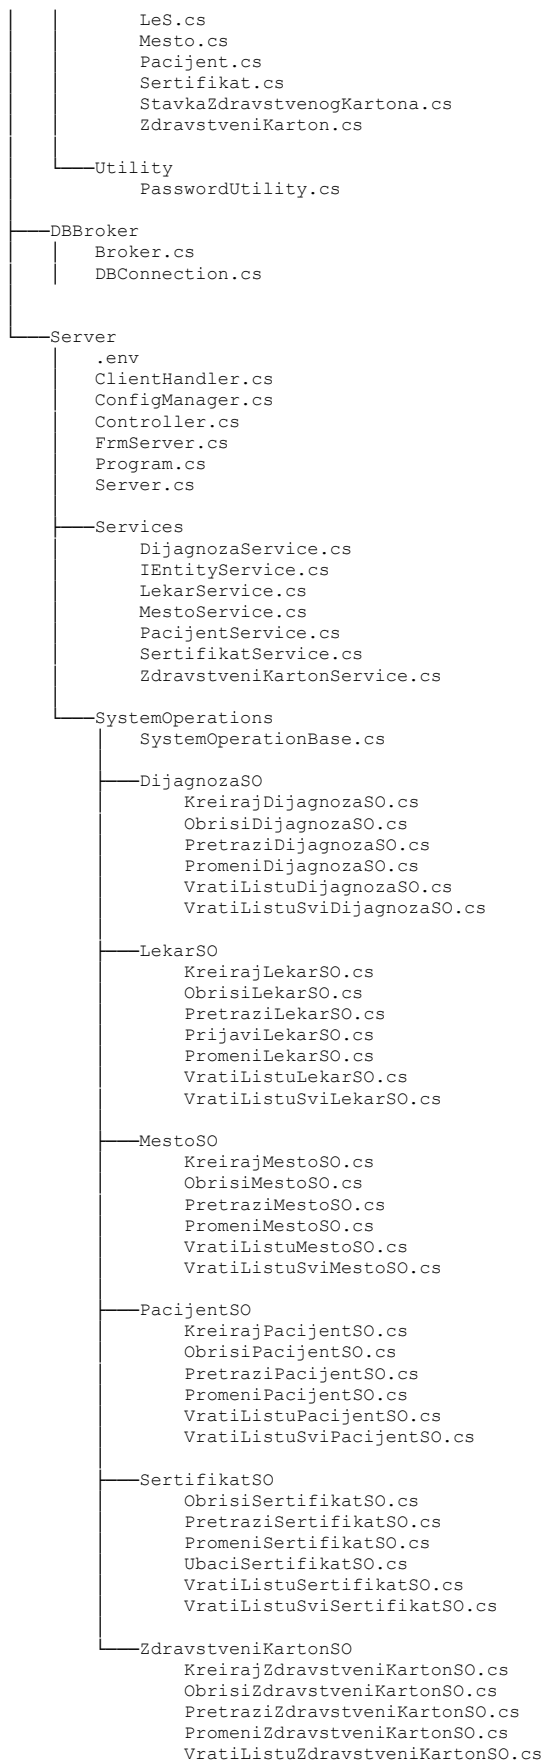 LeS.cs
Mesto.cs
Pacijent.cs
Sertifikat.cs
StavkaZdravstvenogKartona.cs
ZdravstveniKarton.cs
Utility
PasswordUtility.cs
DBBroker
Broker.cs
DBConnection.cs
Server
.env
ClientHandler.cs
ConfigManager.cs
Controller.cs
FrmServer.cs
Program.cs
Server.cs
Services
DijagnozaService.cs
IEntityService.cs
LekarService.cs
MestoService.cs
PacijentService.cs
SertifikatService.cs
ZdravstveniKartonService.cs
SystemOperations
SystemOperationBase.cs
DijagnozaSO
KreirajDijagnozaSO.cs
ObrisiDijagnozaSO.cs
PretraziDijagnozaSO.cs
PromeniDijagnozaSO.cs
VratiListuDijagnozaSO.cs
VratiListuSviDijagnozaSO.cs
LekarSO
KreirajLekarSO.cs
ObrisiLekarSO.cs
PretraziLekarSO.cs
PrijaviLekarSO.cs
PromeniLekarSO.cs
VratiListuLekarSO.cs
VratiListuSviLekarSO.cs
MestoSO
KreirajMestoSO.cs
ObrisiMestoSO.cs
PretraziMestoSO.cs
PromeniMestoSO.cs
VratiListuMestoSO.cs
VratiListuSviMestoSO.cs
PacijentSO
KreirajPacijentSO.cs
ObrisiPacijentSO.cs
PretraziPacijentSO.cs
PromeniPacijentSO.cs
VratiListuPacijentSO.cs
VratiListuSviPacijentSO.cs
SertifikatSO
ObrisiSertifikatSO.cs
PretraziSertifikatSO.cs
PromeniSertifikatSO.cs
UbaciSertifikatSO.cs
VratiListuSertifikatSO.cs
VratiListuSviSertifikatSO.cs
ZdravstveniKartonSO
KreirajZdravstveniKartonSO.cs
ObrisiZdravstveniKartonSO.cs
PretraziZdravstveniKartonSO.cs
PromeniZdravstveniKartonSO.cs
VratiListuZdravstveniKartonSO.cs